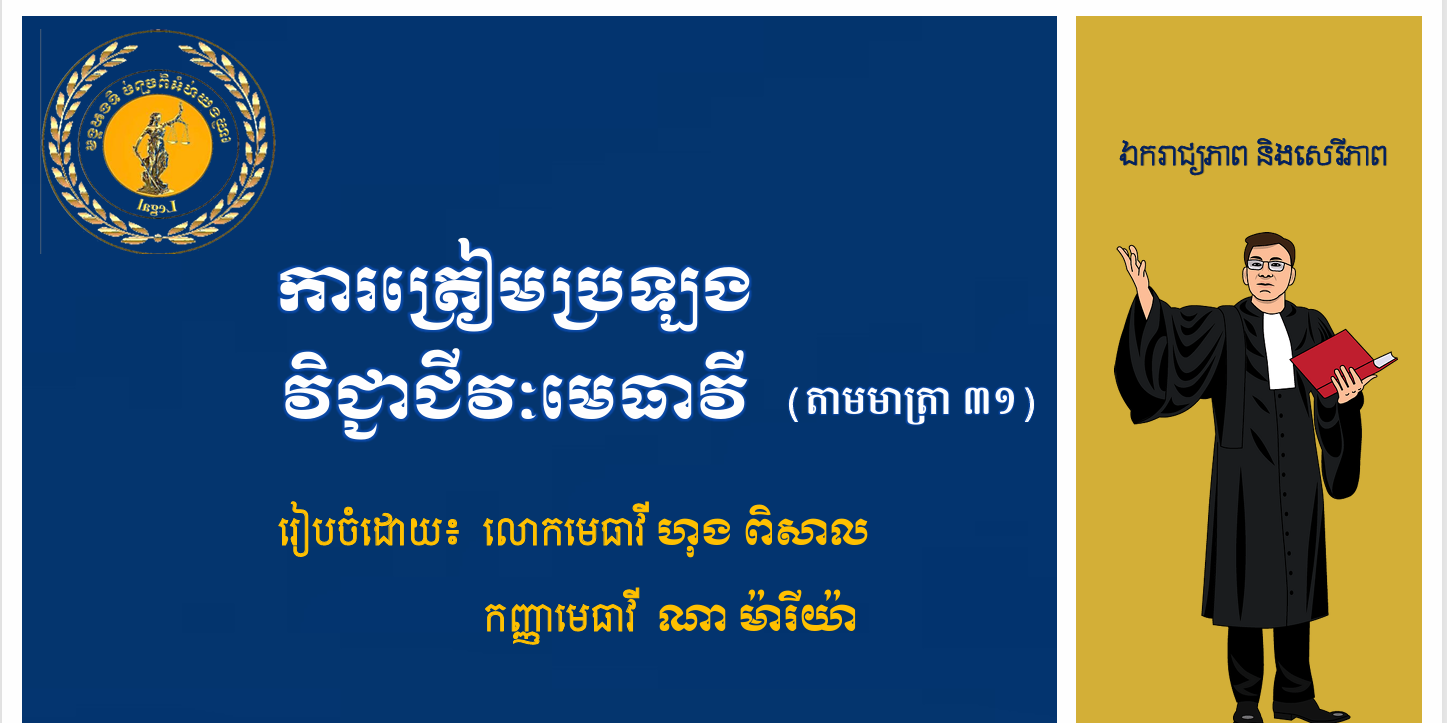 ការត្រៀមប្រឡង
វិជ្ជាជីវៈមេធាវី (តាមមាត្រា ៣១)
រៀបចំដោយ៖ លោកមេធាវី ហុង ពិសាល
កញ្ញាមេធាវី ណា ម៉ារីយ៉ា
ឯករាជ្យភាព និងសេរីភាព
Legal